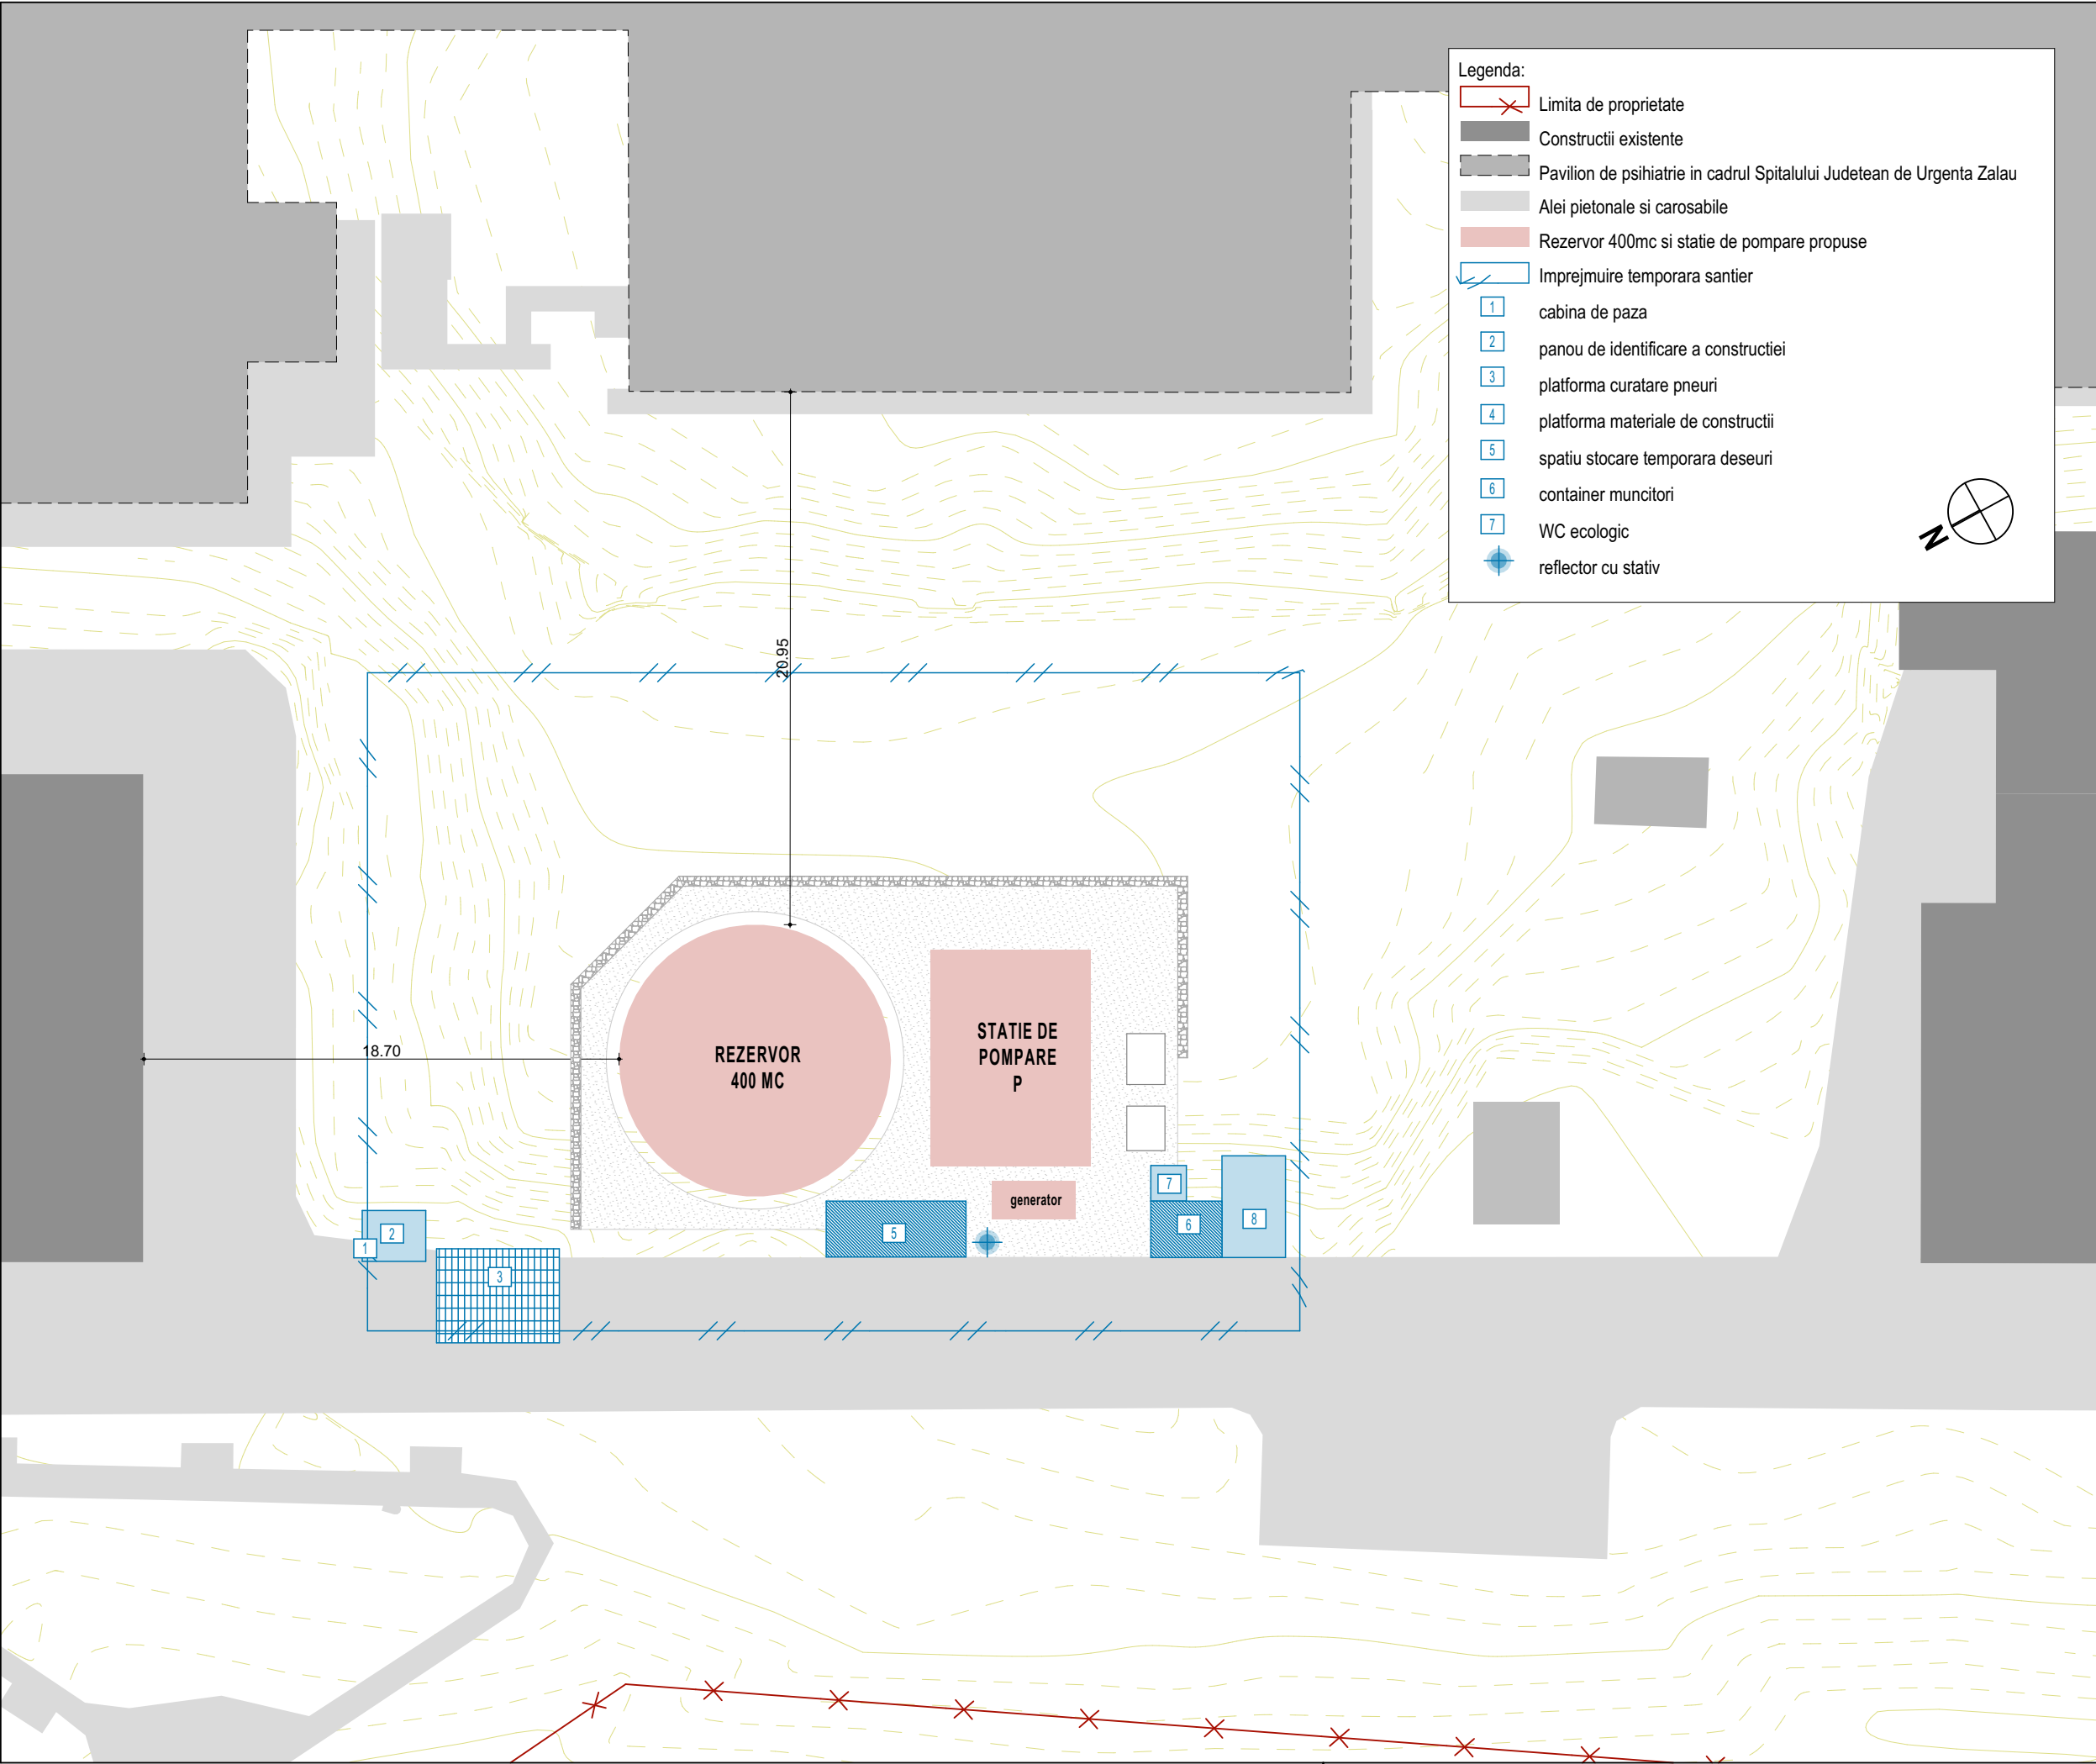 Legenda:
Limita de proprietate
Constructii existente
Pavilion de psihiatrie in cadrul Spitalului Judetean de Urgenta Zalau
Alei pietonale si carosabile
Rezervor 400mc si statie de pompare propuse
Imprejmuire temporara santier
1 cabina de paza
2 panou de identificare a constructiei
3 platforma curatare pneuri
4 platforma materiale de constructii
5 spatiu stocare temporara deseuri
6 container muncitori
7 WC ecologic
reflector cu stativ
N
20.95
18.70
REZERVOR
400 MC
STATIE DE
POMPARE
P
generator
1
2
3
5
6
7
8